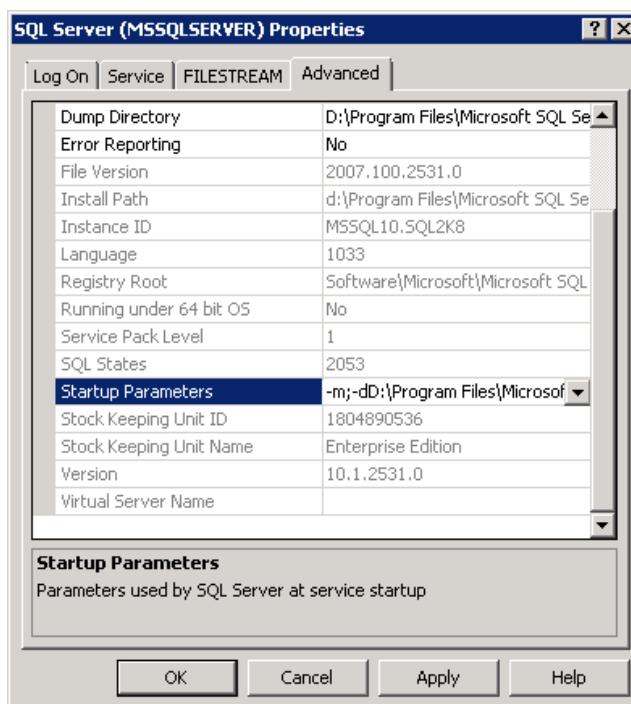 SQL Server (MSSQLSERVER) Properties
Log On Service FILESTREAM Advanced
Dump Directory D:\Program Files\Microsoft SQL Se
Error Reporting No
File Version 2007.100.2531.0
Install Path d:\Program Files\Microsoft SQL Se
Instance ID MSSQL10.SQL2K8
Language 1033
Registry Root Software\Microsoft\Microsoft SQL
Running under 64 bit OS No
Service Pack Level 1
SQL States 2053
Startup Parameters -m;-dD:\Program Files\Microsof
Stock Keeping Unit ID 1804890536
Stock Keeping Unit Name Enterprise Edition
Version 10.1.2531.0
Virtual Server Name
Startup Parameters
Parameters used by SQL Server at service startup
OK Cancel Apply Help